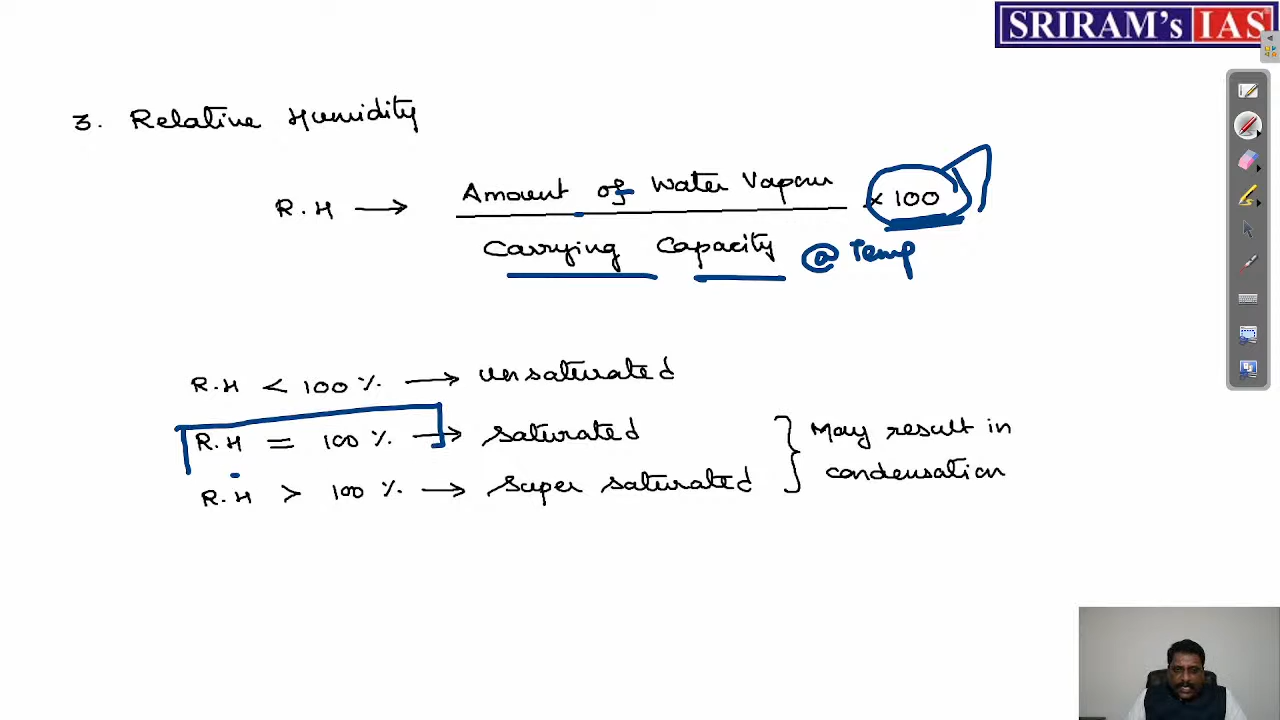 SRIRAM's IAS
3. Relative Humidity
R.H → Amount of Water Vapour × 100
Carrying Capacity @ Temp
R.H < 100 % → unsaturated
R.H = 100 % → saturated
R.H > 100 % → super saturated
May result in
condensation